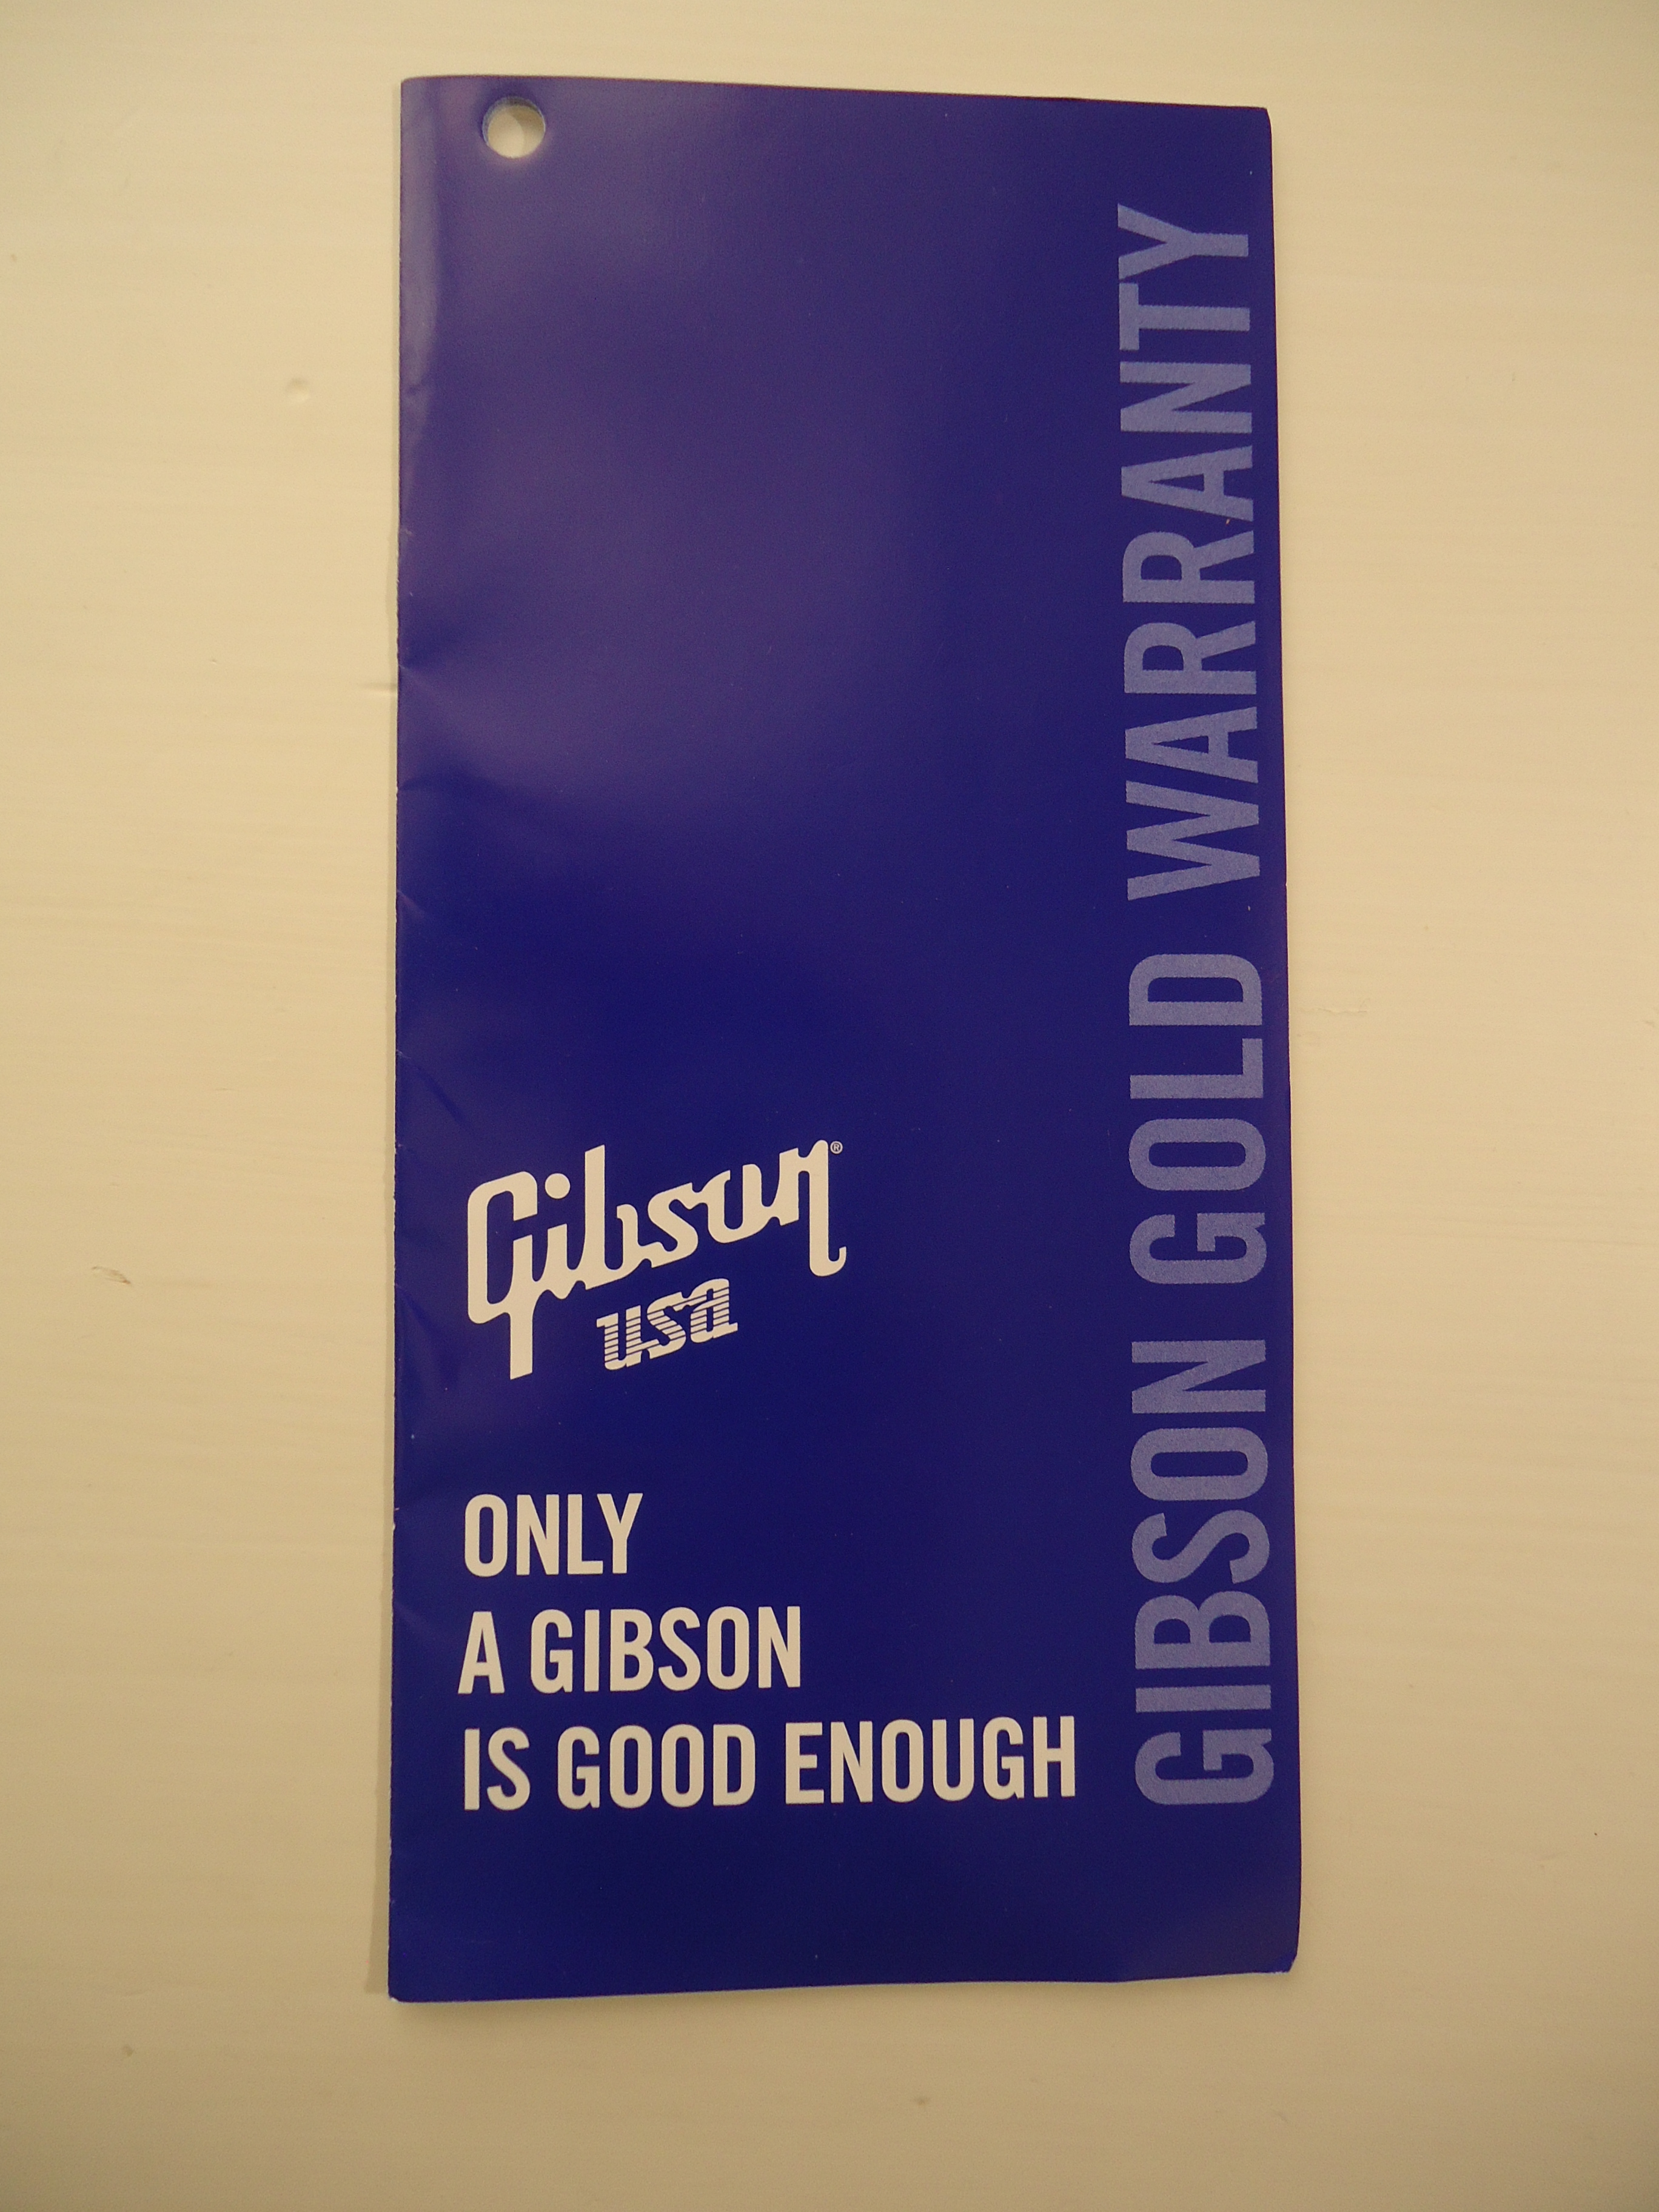 Gibson®
usa
ONLY
A GIBSON
IS GOOD ENOUGH
GIBSON GOLD WARRANTY